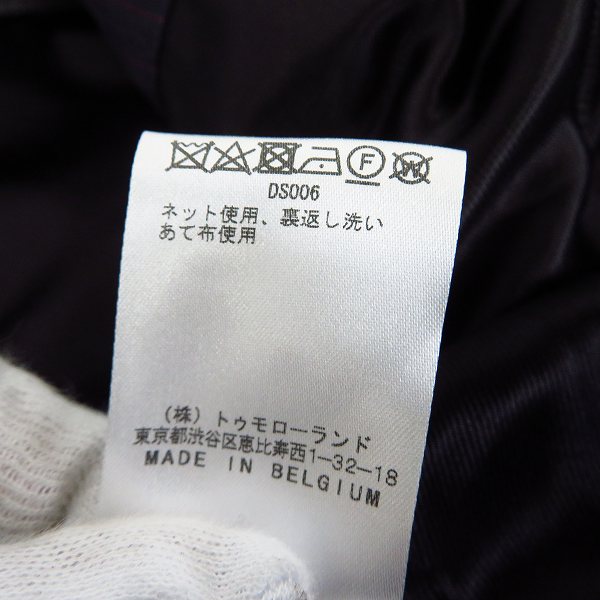 F W
DS006
ネット使用、裏返し洗い
あて布使用
(株) トゥモローランド
東京都渋谷区恵比寿西1-32-18
MADE IN BELGIUM